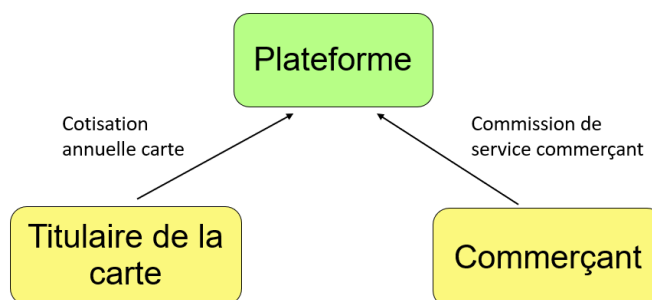 Plateforme
Cotisation
annuelle carte
Commission de
service commerçant
Titulaire de la
carte
Commerçant